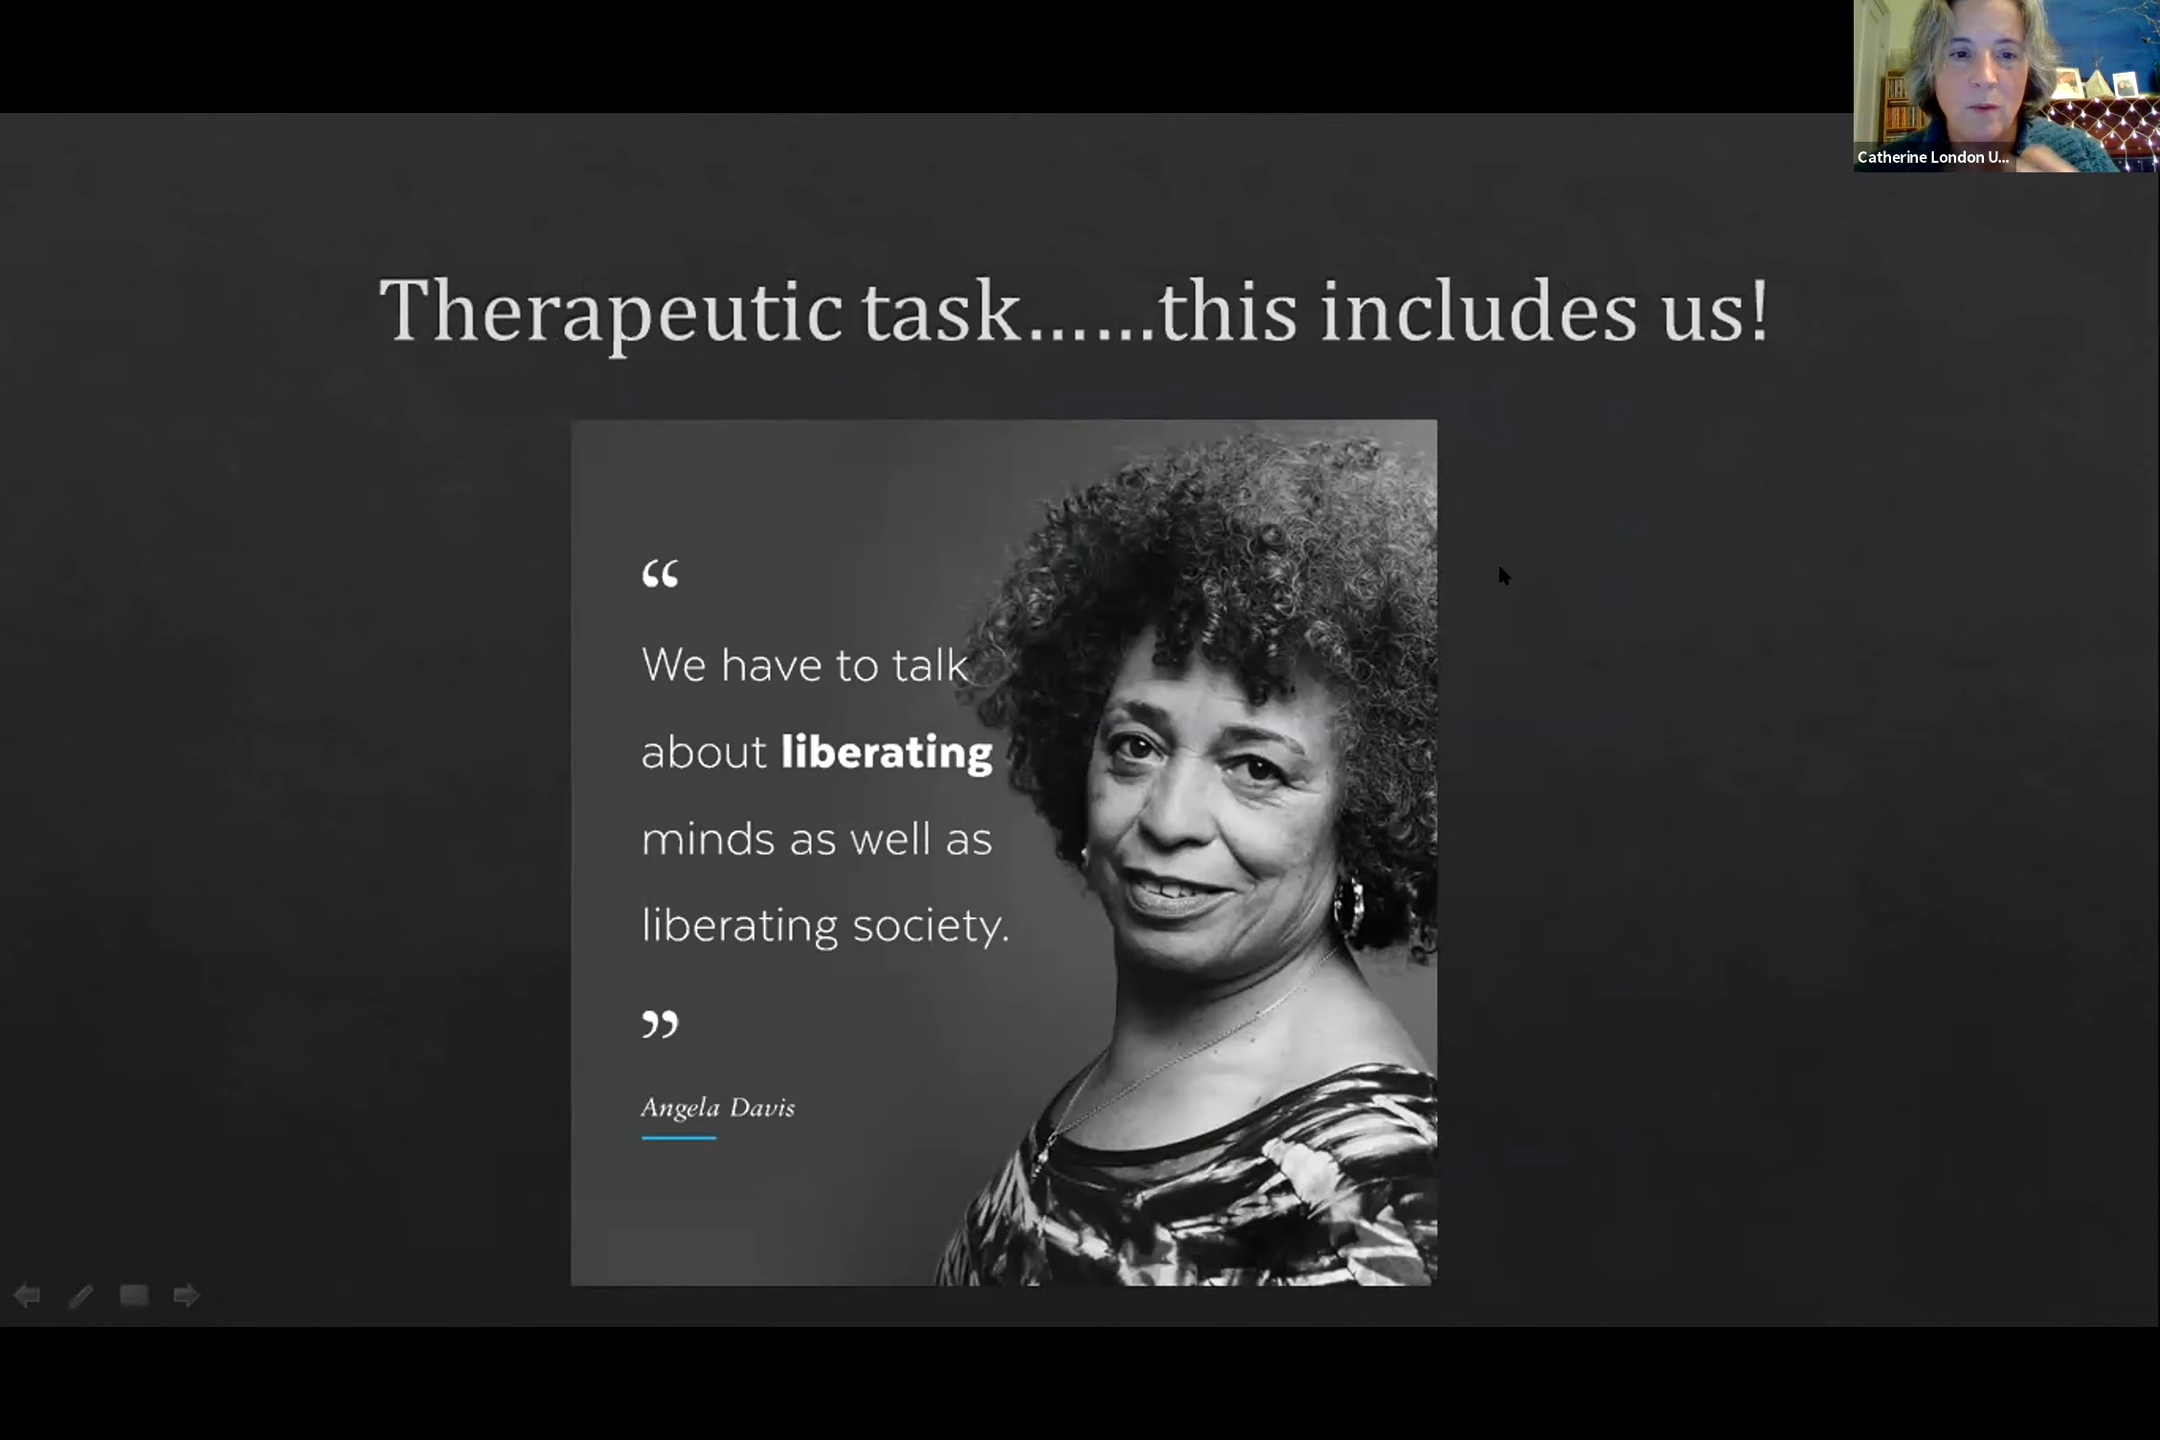 Catherine London U...
Therapeutic task......this includes us!
“
We have to talk
about liberating
minds as well as
liberating society.
”
Angela Davis